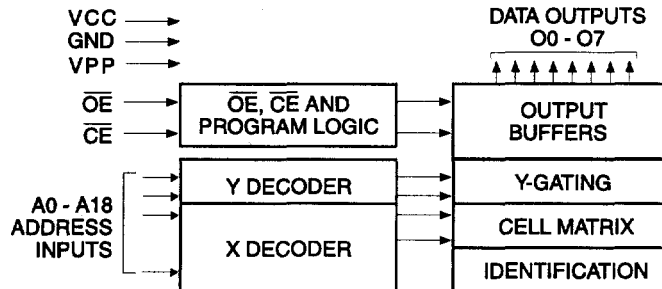 VCC
GND
VPP
OE
CE
A0 - A18
ADDRESS
INPUTS
OE, CE AND
PROGRAM LOGIC
Y DECODER
X DECODER
DATA OUTPUTS
O0 - O7
OUTPUT
BUFFERS
Y-GATING
CELL MATRIX
IDENTIFICATION